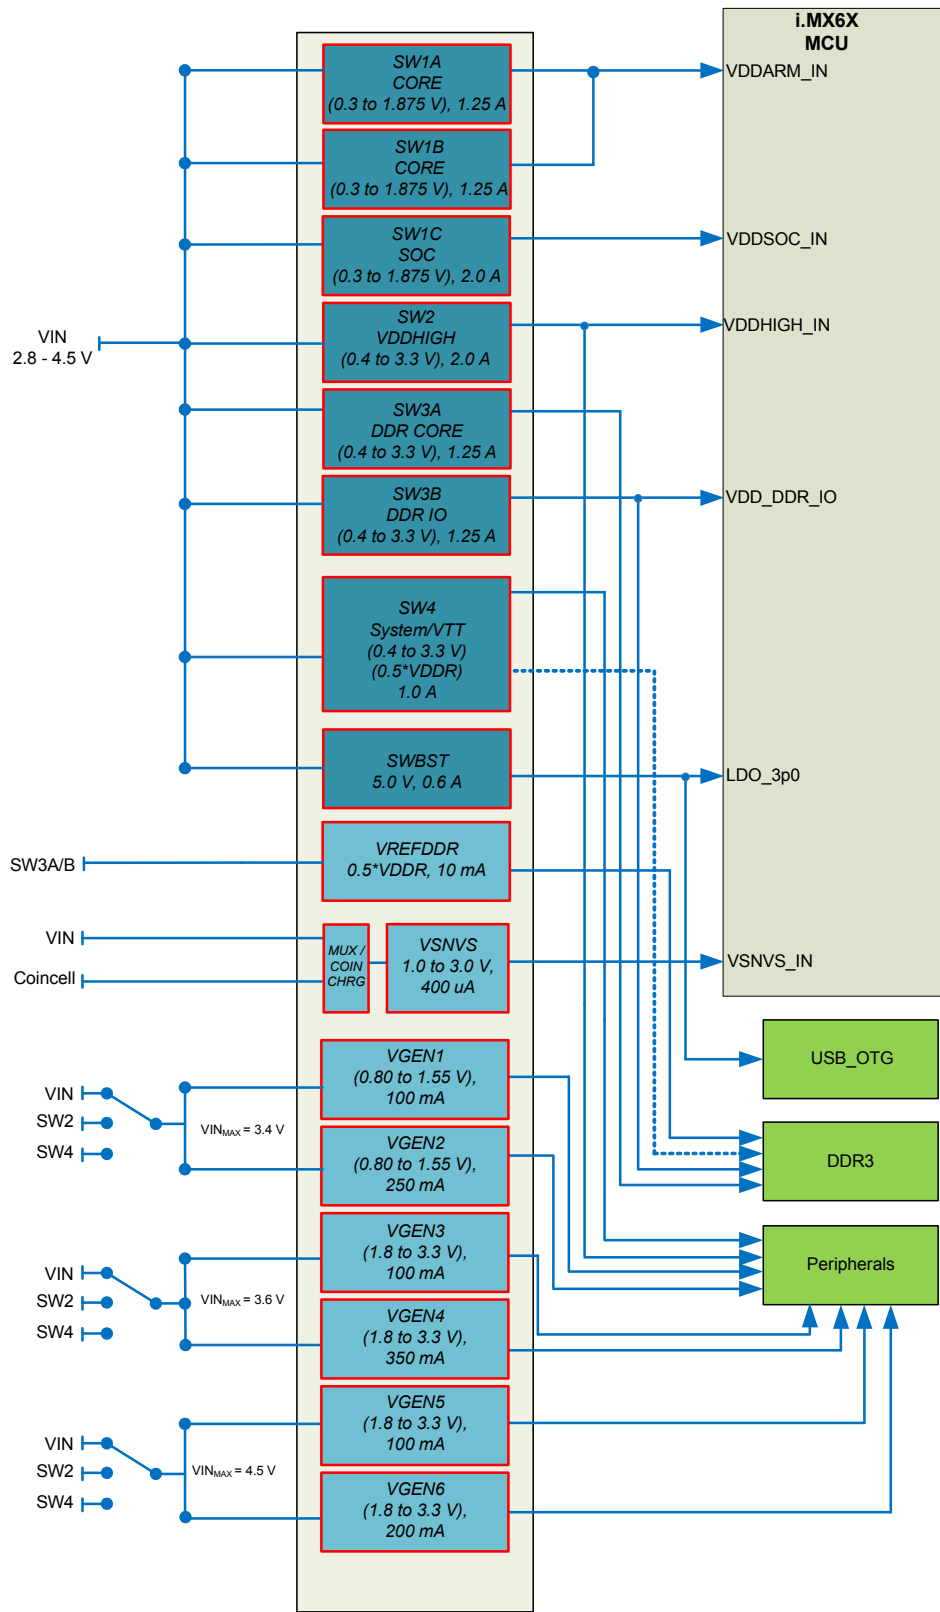 i.MX6X
MCU
SW1A
CORE
(0.3 to 1.875 V), 1.25 A
VDDARM_IN
SW1B
CORE
(0.3 to 1.875 V), 1.25 A
SW1C
SOC
(0.3 to 1.875 V), 2.0 A
VDDSOC_IN
VIN
2.8 - 4.5 V
SW2
VDDHIGH
(0.4 to 3.3 V), 2.0 A
VDDHIGH_IN
SW3A
DDR CORE
(0.4 to 3.3 V), 1.25 A
SW3B
DDR IO
(0.4 to 3.3 V), 1.25 A
VDD_DDR_IO
SW4
System/VTT
(0.4 to 3.3 V)
(0.5*VDDR)
1.0 A
SWBST
5.0 V, 0.6 A
LDO_3p0
SW3A/B
VREFDDR
0.5*VDDR, 10 mA
VIN
Coincell
MUX /
COIN
CHRG
VSNVS
1.0 to 3.0 V,
400 uA
VSNVS_IN
USB_OTG
VIN
SW2
SW4
VINMAX = 3.4 V
VGEN1
(0.80 to 1.55 V),
100 mA
VGEN2
(0.80 to 1.55 V),
250 mA
DDR3
VIN
SW2
SW4
VINMAX = 3.6 V
VGEN3
(1.8 to 3.3 V),
100 mA
VGEN4
(1.8 to 3.3 V),
350 mA
Peripherals
VIN
SW2
SW4
VINMAX = 4.5 V
VGEN5
(1.8 to 3.3 V),
100 mA
VGEN6
(1.8 to 3.3 V),
200 mA